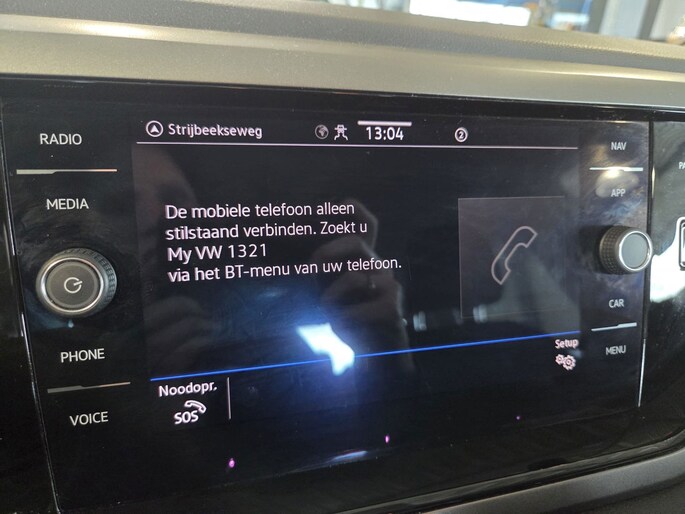 RADIO
MEDIA
PHONE
VOICE
Strijbeekseweg
13:04
2
De mobiele telefoon alleen
stilstaand verbinden. Zoekt u
My VW 1321
via het BT-menu van uw telefoon.
Setup
Noodopr.
SOS
NAV
APP
CAR
MENU